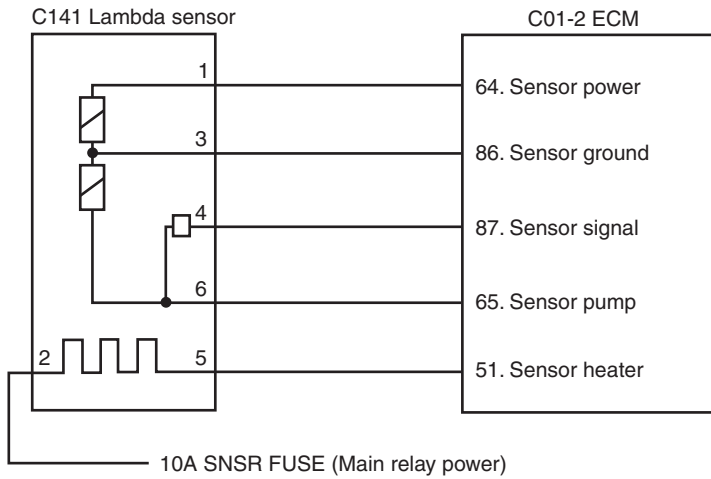 C141 Lambda sensor
C01-2 ECM
1
64. Sensor power
3
86. Sensor ground
4
87. Sensor signal
6
65. Sensor pump
2
5
51. Sensor heater
10A SNSR FUSE (Main relay power)